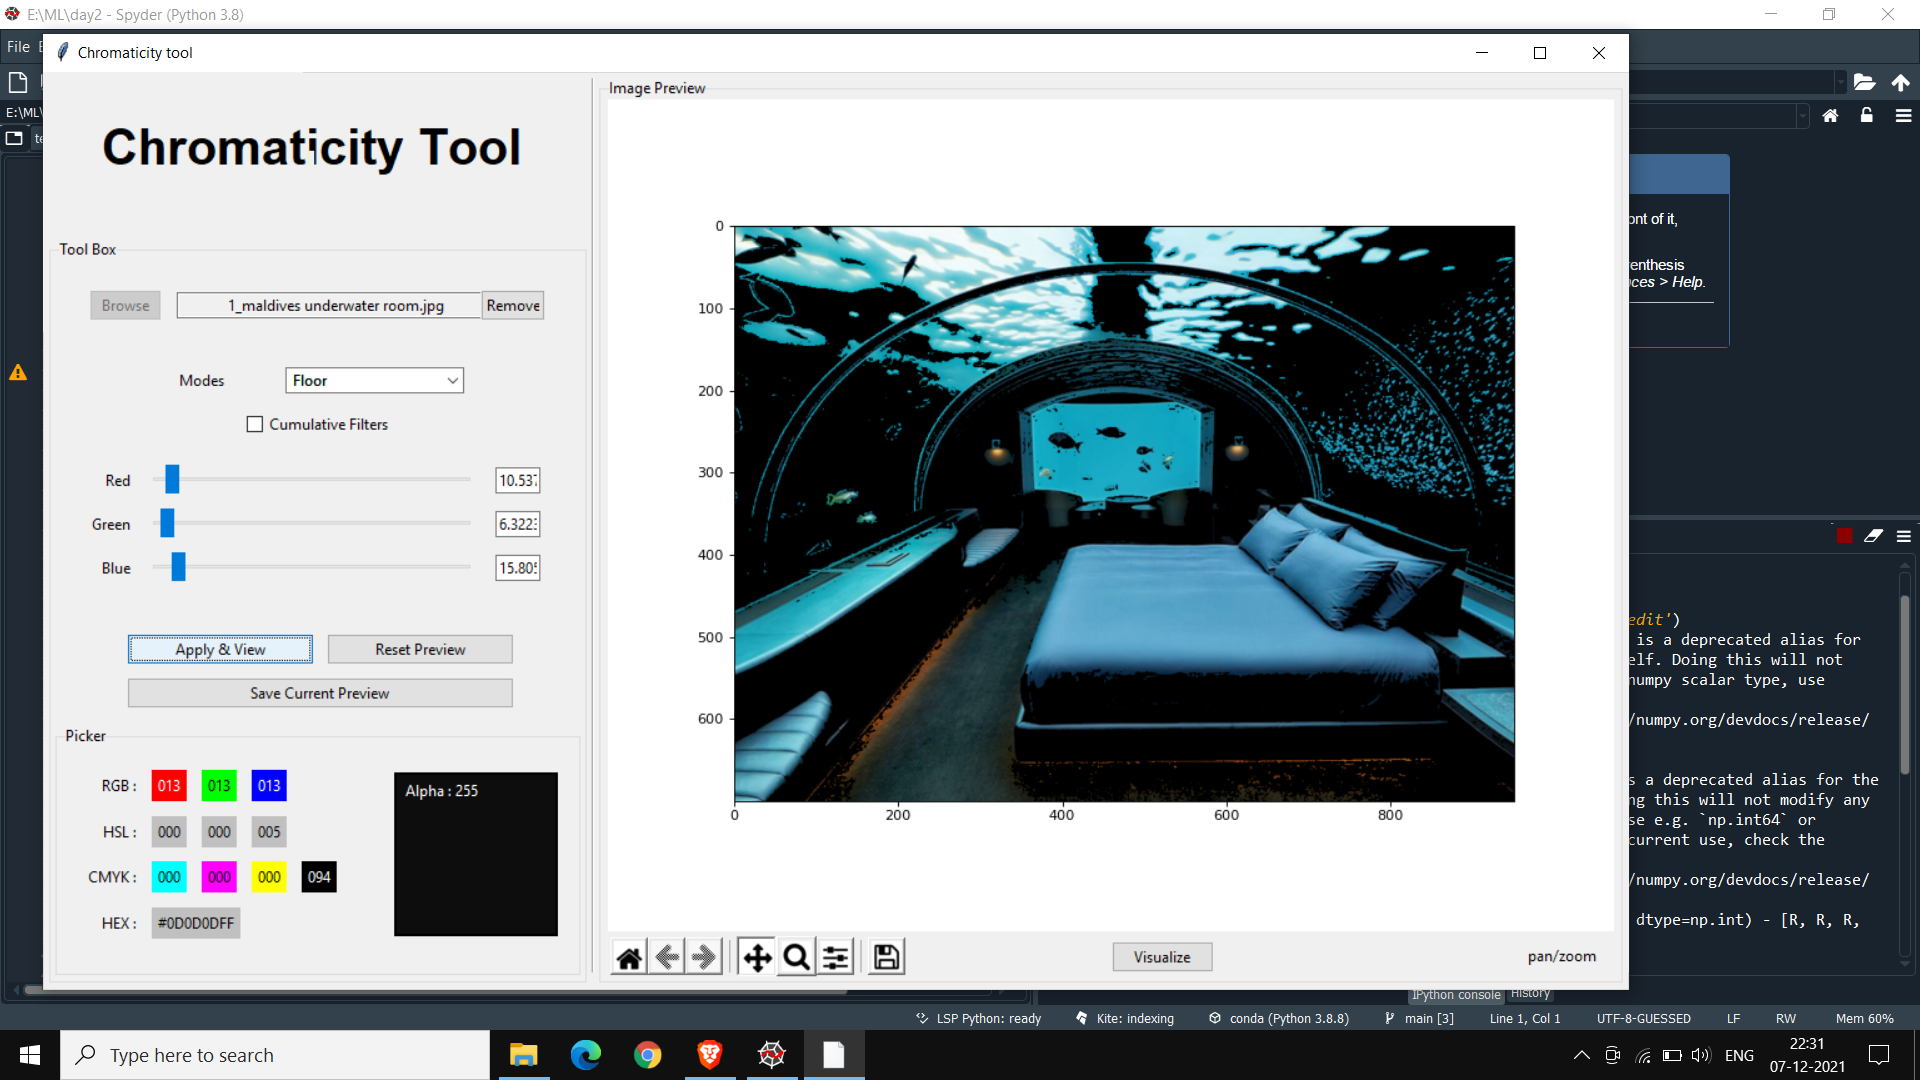 E:\ML\day2 - Spyder (Python 3.8)
File
Chromaticity tool
E:\ML\
Chromaticity Tool
Tool Box
Browse
1_maldives underwater room.jpg
Remove
Modes
Floor
Cumulative Filters
Red
10.537
Green
Blue
Apply & View
Reset Preview
Save Current Preview
Picker
RGB :
013
013
013
HSL :
000
000
005
CMYK :
000
000
000
094
HEX :
#0D0D0DFF
Alpha : 255
Image Preview
0
100
200
300
400
500
600
0
200
400
600
800
Visualize
pan/zoom
ont of it,
enthesis
ces > Help.
edit')
is a deprecated alias for
elf. Doing this will not
numpy scalar type, use
/numpy.org/devdocs/release/
s a deprecated alias for the
ng this will not modify any
se e.g. `np.int64` or
current use, check the
/numpy.org/devdocs/release/
dtype=np.int) - [R, R, R,
IPython console
History
LSP Python: ready
Kite: indexing
conda (Python 3.8.8)
main [3]
Line 1, Col 1
UTF-8-GUESSED
LF
RW
Mem 60%
Type here to search
ENG
22:31
07-12-2021